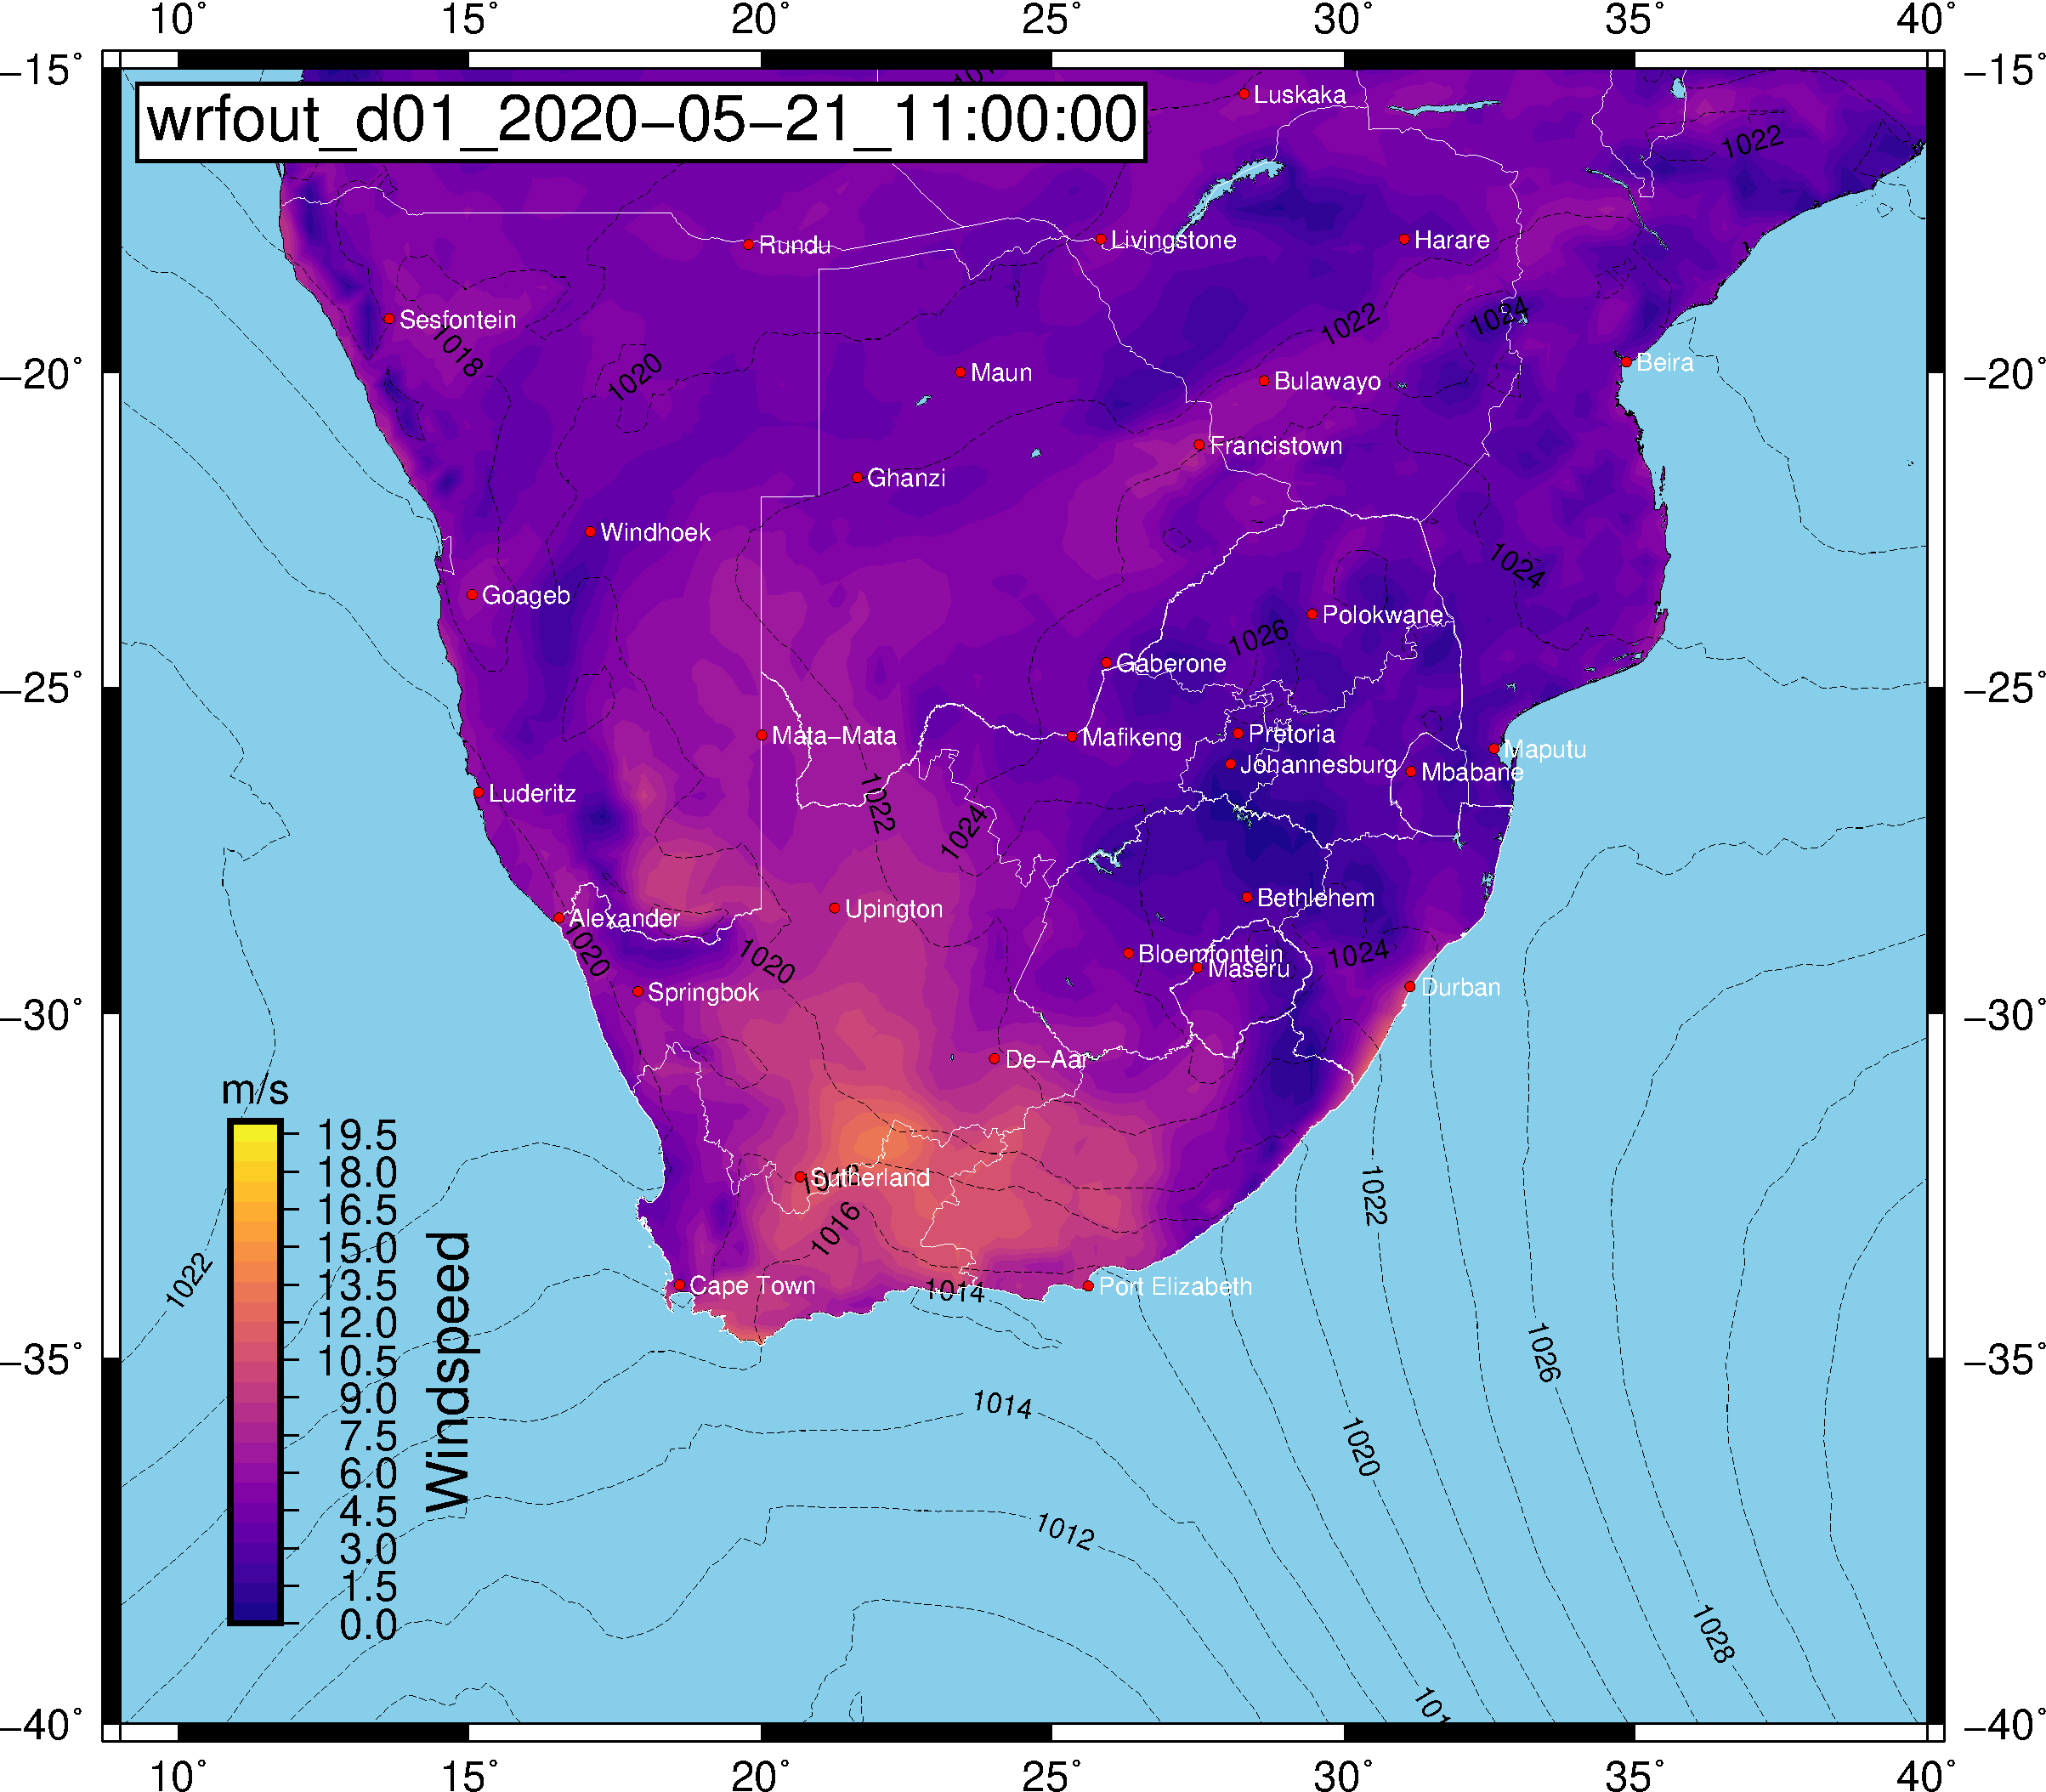 10° 15° 20° 25° 30° 35° 40°
−15° −15°
wrfout_d01_2020−05−21_11:00:00
Luskaka
1022
Rundu
Livingstone
Harare
Sesfontein
1018
1020
1022
1024
−20° −20°
Maun
Bulawayo
Beira
Francistown
Ghanzi
Windhoek
1024
Goageb
Polokwane
1026
Gaberone
−25° −25°
Mata−Mata
Mafikeng
Pretoria
Maputu
Johannesburg
Mbabane
Luderitz
1022
1024
Bethlehem
Alexander
Upington
1020
1020
Bloemfontein
1024
Maseru
Springbok
Durban
−30° −30°
De−Aar
m/s
19.5
18.0
16.5
15.0
13.5
12.0
10.5
9.0
7.5
6.0
4.5
3.0
1.5
0.0
Windspeed
Sutherland
1016
1022
1022
Cape Town
1014
Port Elizabeth
−35° −35°
1026
1014
1020
1012
1028
−40° −40°
10° 15° 20° 25° 30° 35° 40°